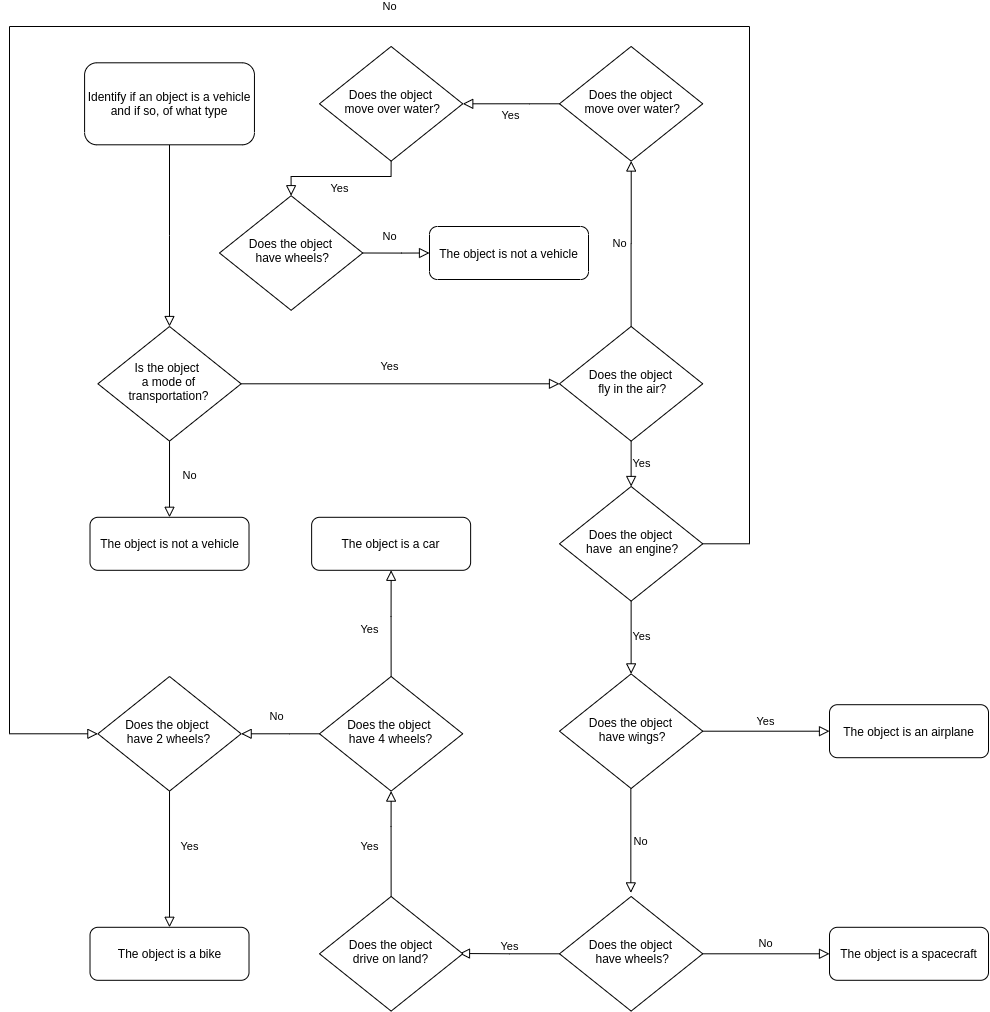 No
Identify if an object is a vehicle
and if so, of what type
Does the object
move over water?
Yes
Does the object
move over water?
Yes
Does the object
have wheels?
No
The object is not a vehicle
No
Is the object
a mode of
transportation?
Yes
Does the object
fly in the air?
No
Yes
The object is not a vehicle
The object is a car
Does the object
have an engine?
Yes
Yes
Does the object
have 2 wheels?
No
Does the object
have 4 wheels?
Does the object
have wings?
Yes
The object is an airplane
Yes
Yes
No
The object is a bike
Does the object
drive on land?
Yes
Does the object
have wheels?
No
The object is a spacecraft